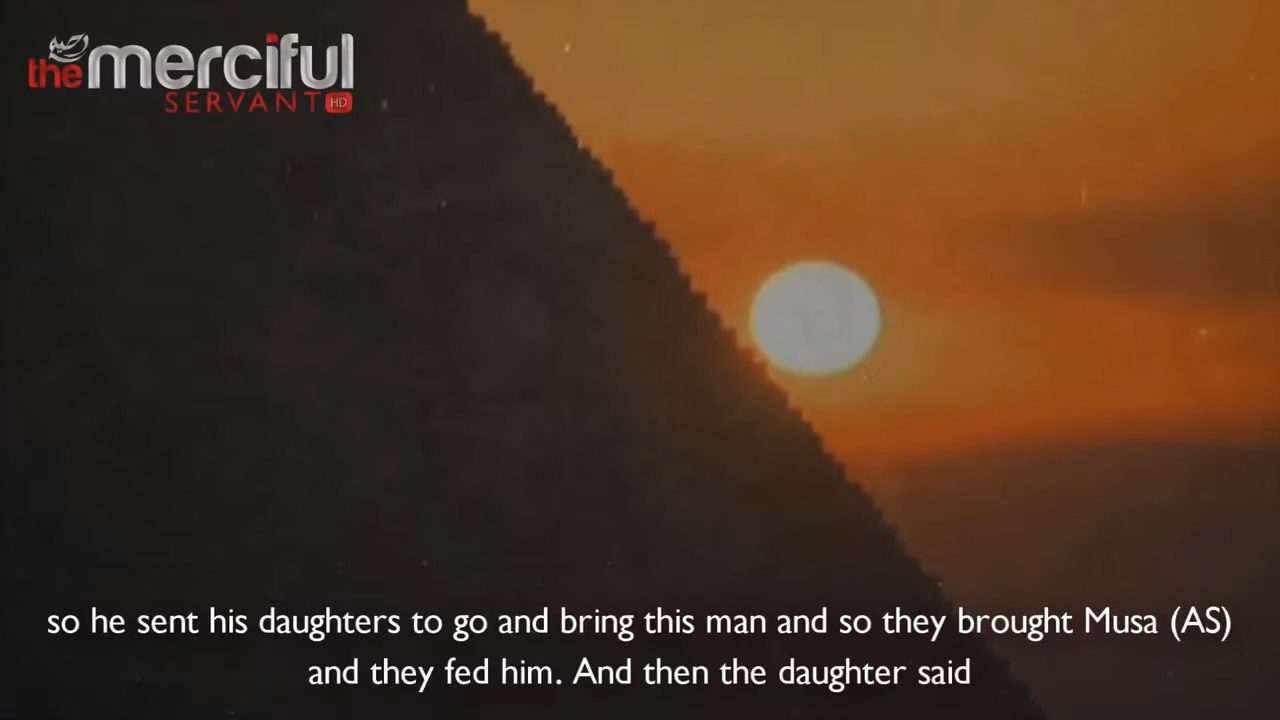 the merciful
SERVANT HD
so he sent his daughters to go and bring this man and so they brought Musa (AS)
and they fed him. And then the daughter said